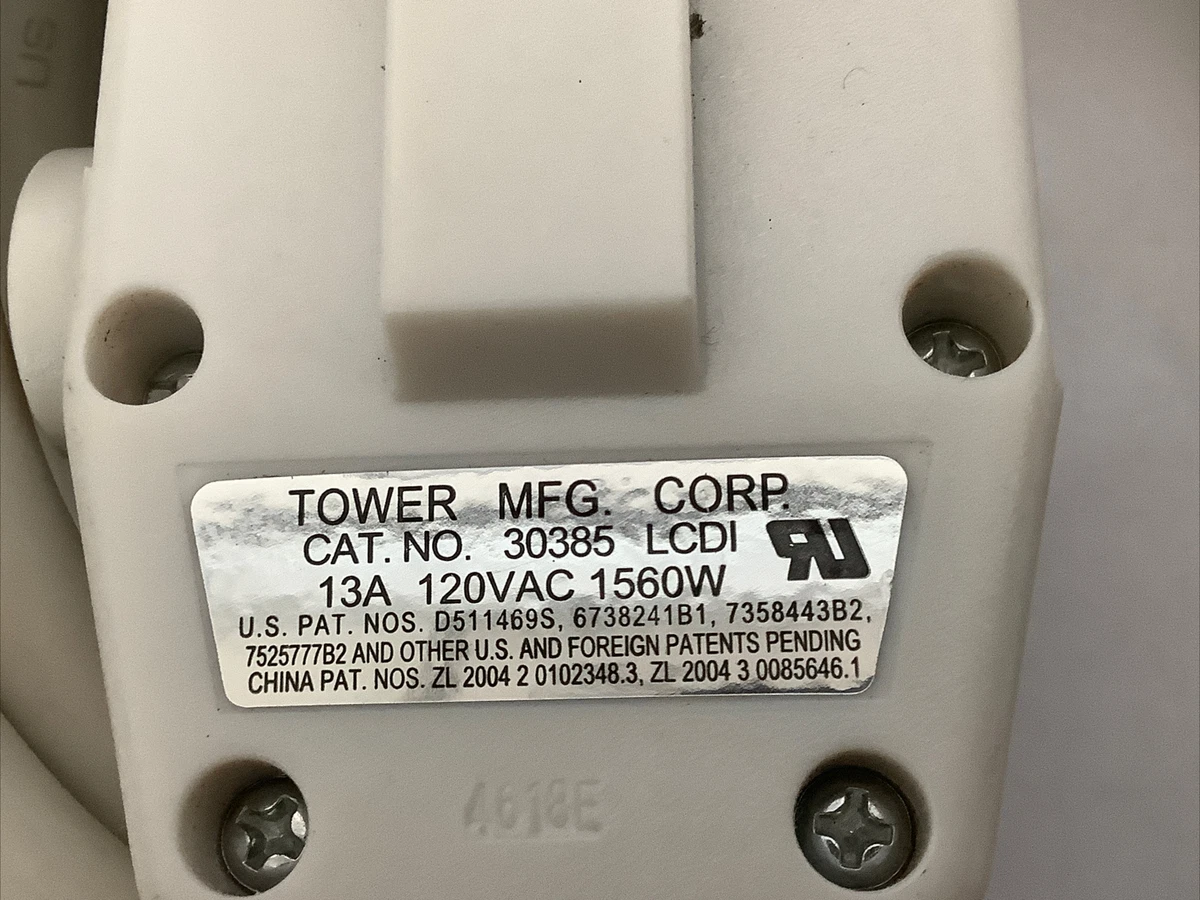 US
TOWER MFG. CORP.
CAT. NO. 30385 LCDI
13A 120VAC 1560W
U.S. PAT. NOS. D511469S, 6738241B1, 7358443B2,
7525777B2 AND OTHER U.S. AND FOREIGN PATENTS PENDING
CHINA PAT. NOS. ZL 2004 2 0102348.3, ZL 2004 3 0085646.1
4618E